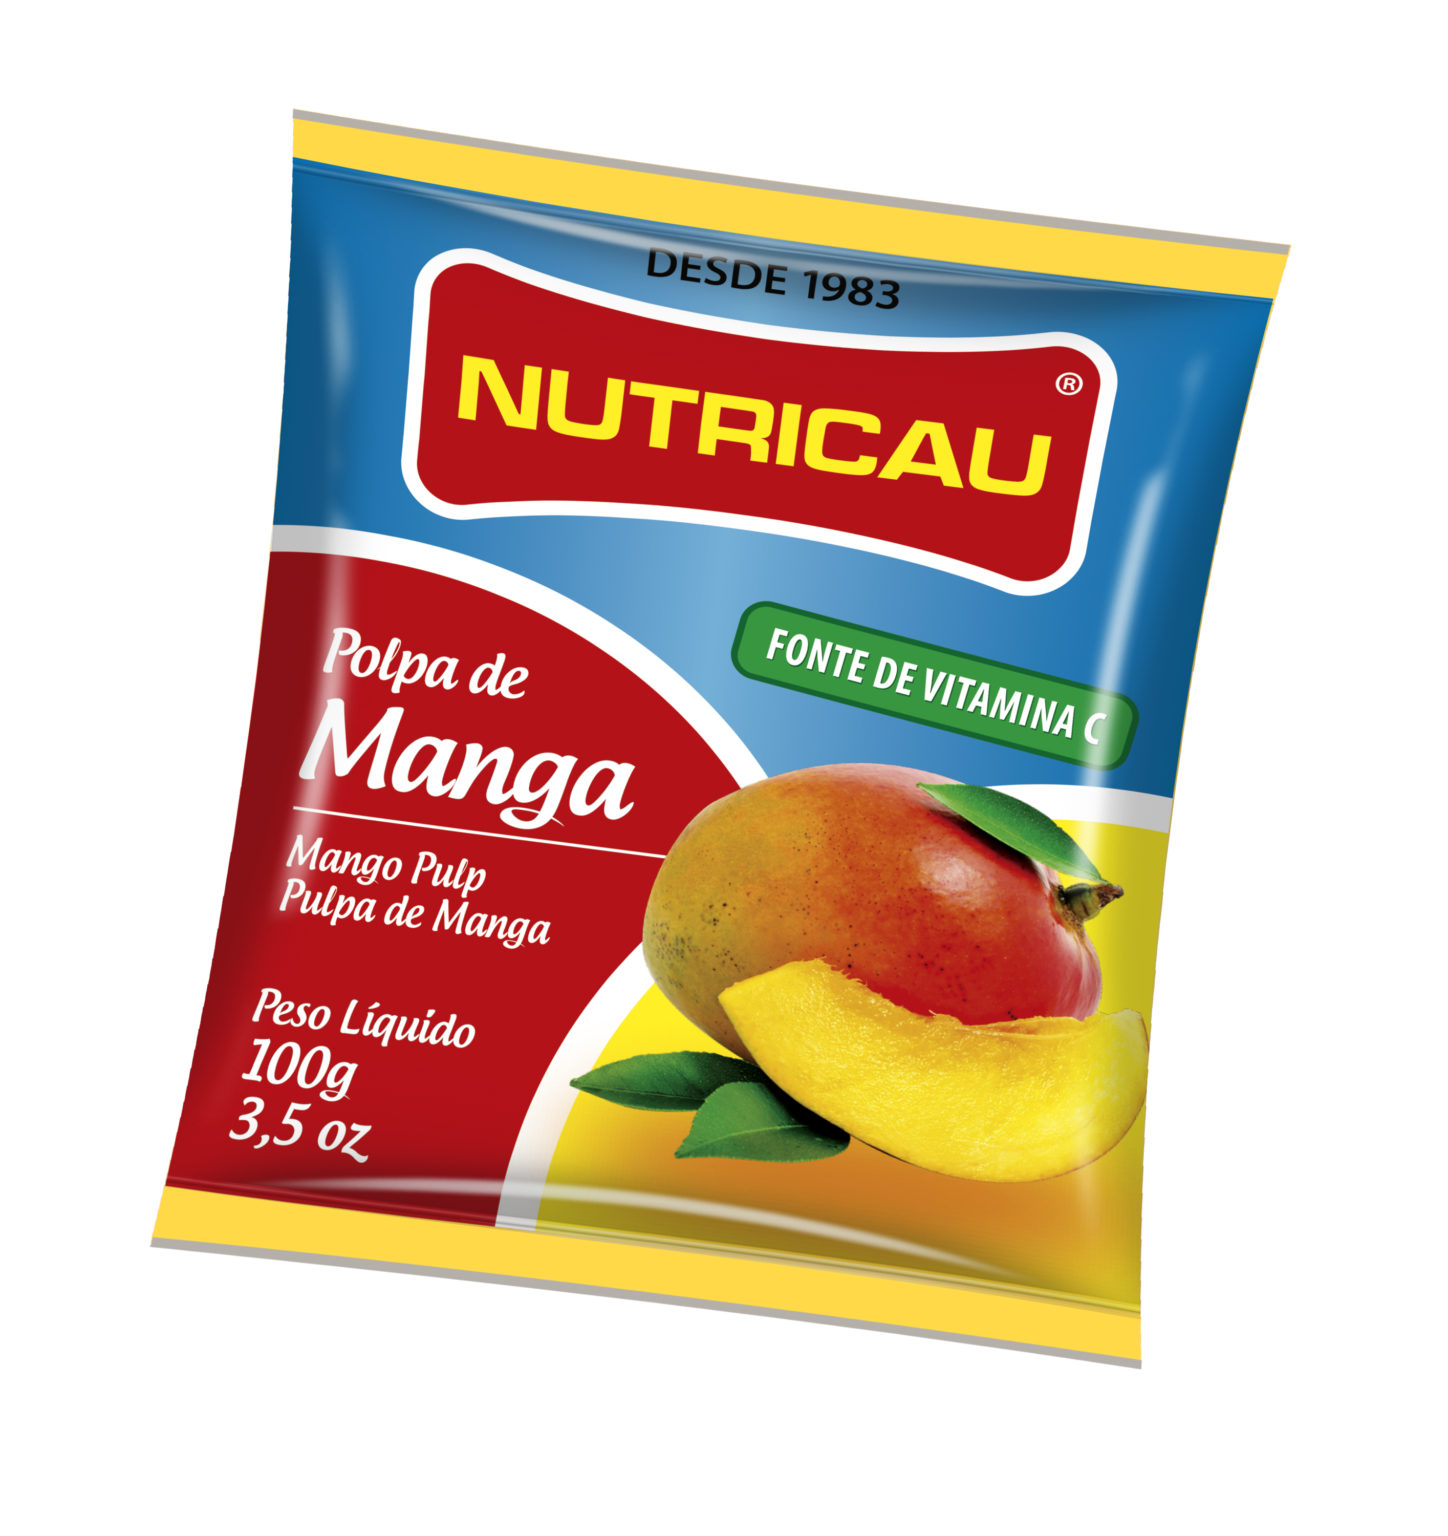 DESDE 1983
NUTRICAU®
FONTE DE VITAMINA C
Polpa de
Manga
Mango Pulp
Pulpa de Manga
Peso Líquido
100g
3,5 oz